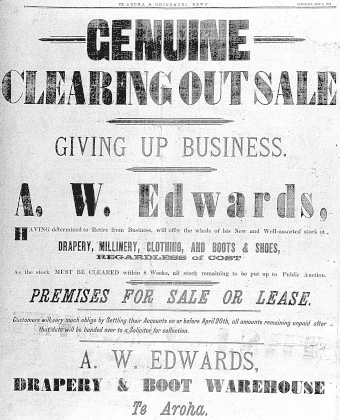 TE AROHA & OHINEMURI NEWS
SATURDAY, MAY
GENUINE
CLEARING OUT SALE
GIVING UP BUSINESS.
A. W. Edwards,
HAVING determined to Retire from Business, will offer the whole of his New and Well-assorted stock of,
DRAPERY, MILLINERY, CLOTHING, AND BOOTS & SHOES,
REGARDLESS OF COST
As the stock MUST BE CLEARED within 8 Weeks, all stock remaining to be put up to Public Auction.
PREMISES FOR SALE OR LEASE.
Customers will very much oblige by Settling their Accounts on or before April 20th, all amounts remaining unpaid after
that date will be handed over to a Solicitor for collection.
A. W. EDWARDS,
DRAPERY & BOOT WAREHOUSE
Te Aroha.